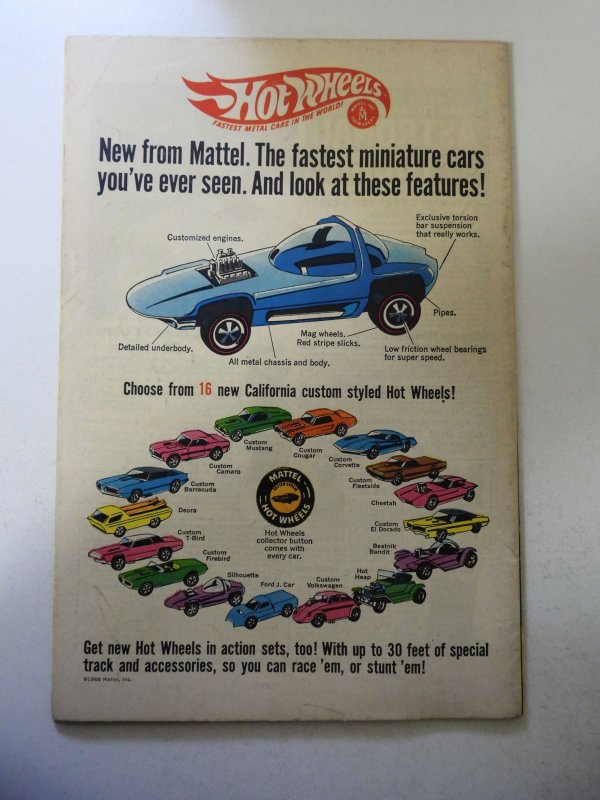 HOT WHEELS
FASTEST METAL CARS IN THE WORLD!
MATTEL, INC.
M
New from Mattel. The fastest miniature cars
you've ever seen. And look at these features!
Customized engines.
Exclusive torsion
bar suspension
that really works.
Pipes.
Detailed underbody.
Mag wheels.
Red stripe slicks.
All metal chassis and body.
Low friction wheel bearings
for super speed.
Choose from 16 new California custom styled Hot Wheels!
Custom
Mustang
Custom
Cougar
Custom
Corvette
Custom
Camaro
Custom
Fleetside
Custom
Barracuda
Cheetah
Deora
Custom
El Dorado
Custom
T-Bird
Beatnik
Bandit
Custom
Firebird
Hot
Heap
Silhouette
Ford J. Car
Custom
Volkswagen
MATTEL
HOT WHEELS
Hot Wheels
collector button
comes with
every car.
Get new Hot Wheels in action sets, too! With up to 30 feet of special
track and accessories, so you can race 'em, or stunt 'em!
©1968 Mattel, Inc.